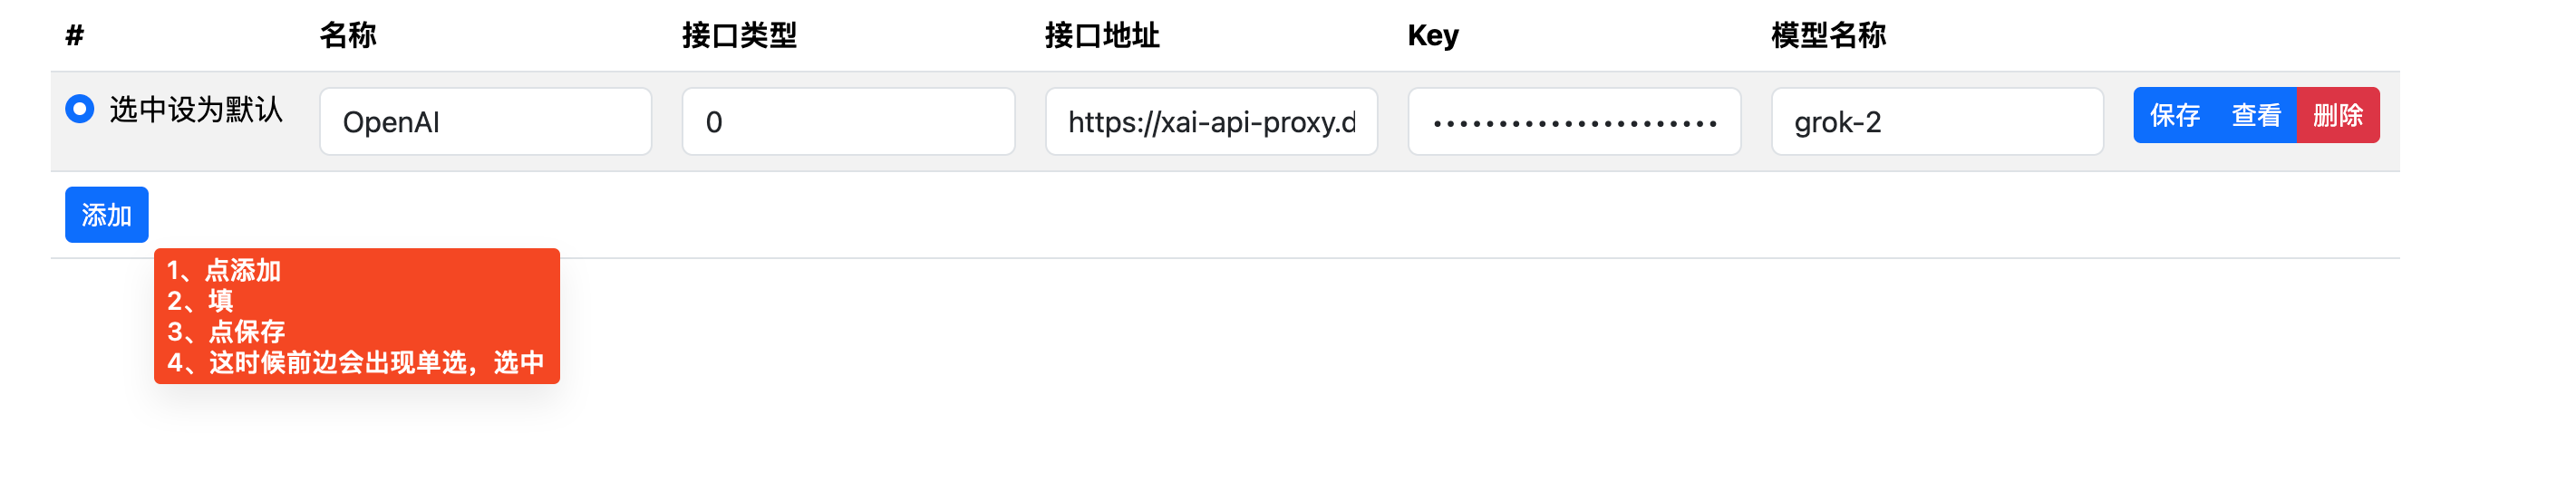 # 名称 接口类型 接口地址 Key 模型名称
选中设为默认 OpenAI 0 https://xai-api-proxy.d ······················ grok-2 保存 查看 删除
添加
1、点添加
2、填
3、点保存
4、这时候前边会出现单选，选中